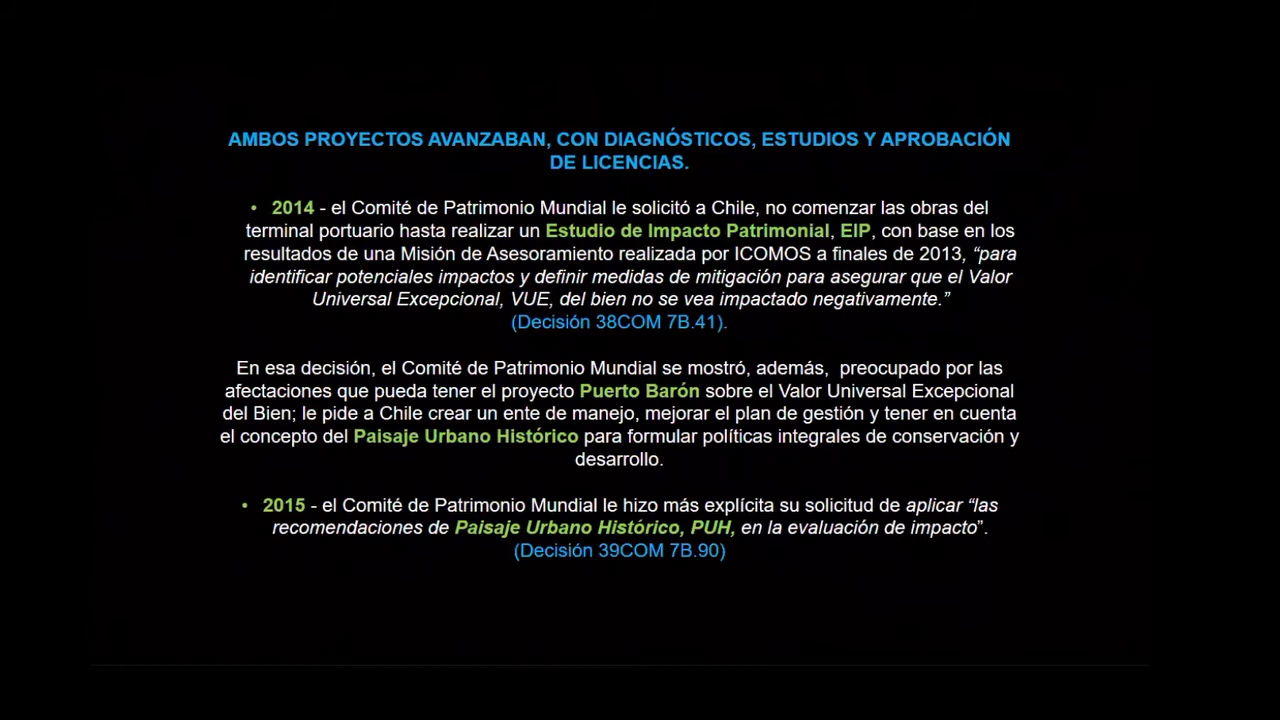 AMBOS PROYECTOS AVANZABAN, CON DIAGNÓSTICOS, ESTUDIOS Y APROBACIÓN
DE LICENCIAS.
• 2014 - el Comité de Patrimonio Mundial le solicitó a Chile, no comenzar las obras del
terminal portuario hasta realizar un Estudio de Impacto Patrimonial, EIP, con base en los
resultados de una Misión de Asesoramiento realizada por ICOMOS a finales de 2013, “para
identificar potenciales impactos y definir medidas de mitigación para asegurar que el Valor
Universal Excepcional, VUE, del bien no se vea impactado negativamente.”
(Decisión 38COM 7B.41).
En esa decisión, el Comité de Patrimonio Mundial se mostró, además, preocupado por las
afectaciones que pueda tener el proyecto Puerto Barón sobre el Valor Universal Excepcional
del Bien; le pide a Chile crear un ente de manejo, mejorar el plan de gestión y tener en cuenta
el concepto del Paisaje Urbano Histórico para formular políticas integrales de conservación y
desarrollo.
• 2015 - el Comité de Patrimonio Mundial le hizo más explícita su solicitud de aplicar “las
recomendaciones de Paisaje Urbano Histórico, PUH, en la evaluación de impacto”.
(Decisión 39COM 7B.90)